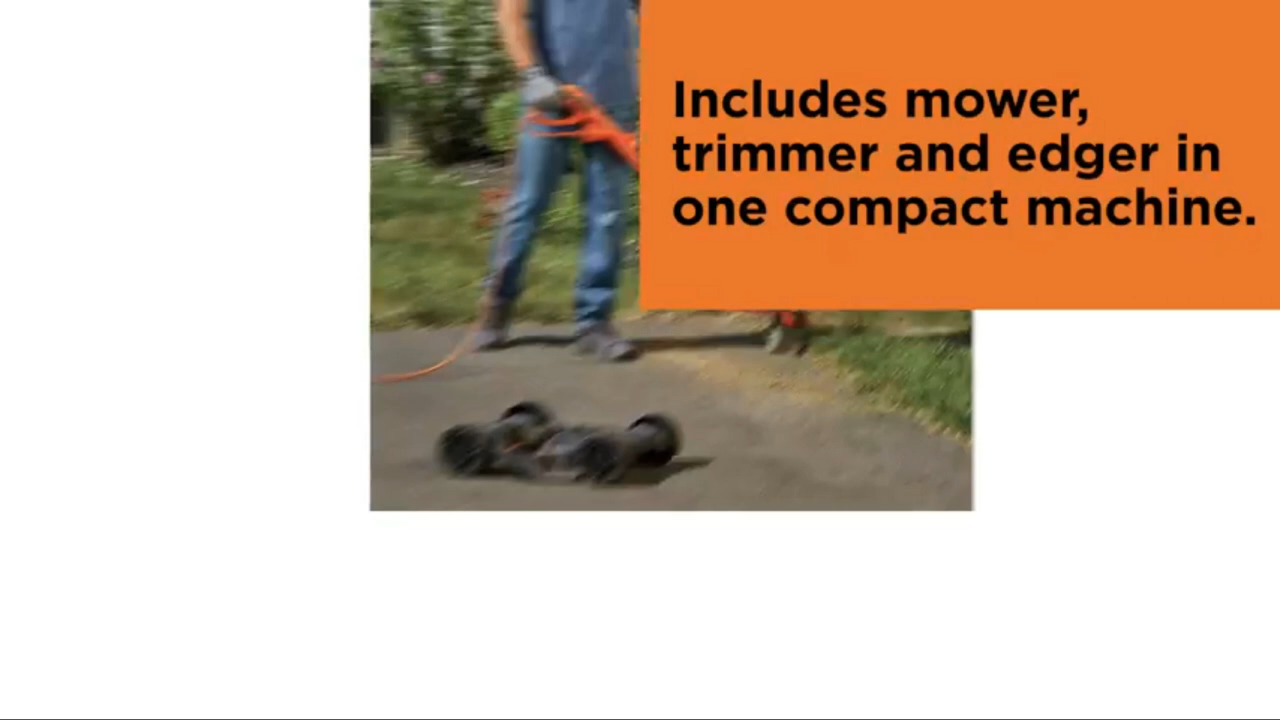 Includes mower,
trimmer and edger in
one compact machine.